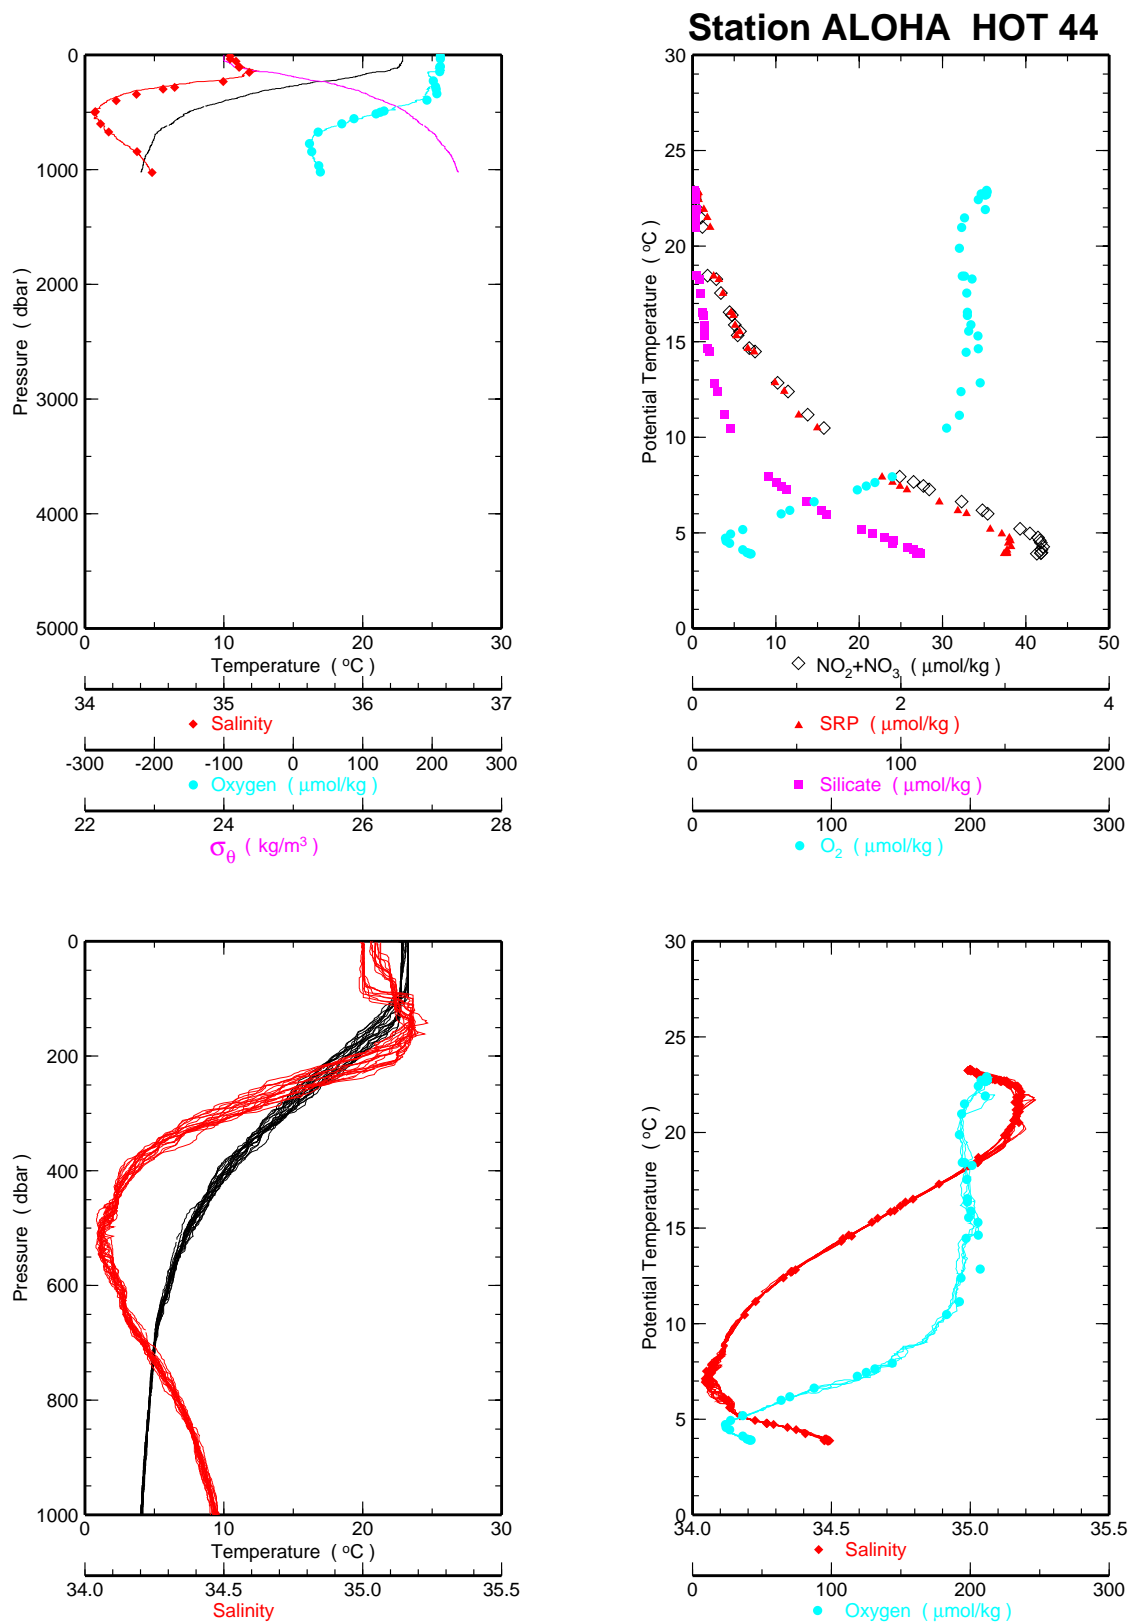 Station ALOHA  HOT 44
0
1000
2000
3000
4000
5000
Pressure ( dbar )
0 10 20 30
Temperature ( °C )
34 35 36 37
Salinity
-300 -200 -100 0 100 200 300
Oxygen ( μmol/kg )
22 24 26 28
σθ ( kg/m³ )
30
25
20
15
10
5
0
Potential Temperature ( °C )
0 10 20 30 40 50
NO₂+NO₃ ( μmol/kg )
0 2 4
SRP ( μmol/kg )
0 100 200
Silicate ( μmol/kg )
0 100 200 300
O₂ ( μmol/kg )
0
200
400
600
800
1000
Pressure ( dbar )
0 10 20 30
Temperature ( °C )
34.0 34.5 35.0 35.5
Salinity
30
25
20
15
10
5
0
Potential Temperature ( °C )
34.0 34.5 35.0 35.5
Salinity
0 100 200 300
Oxygen ( μmol/kg )